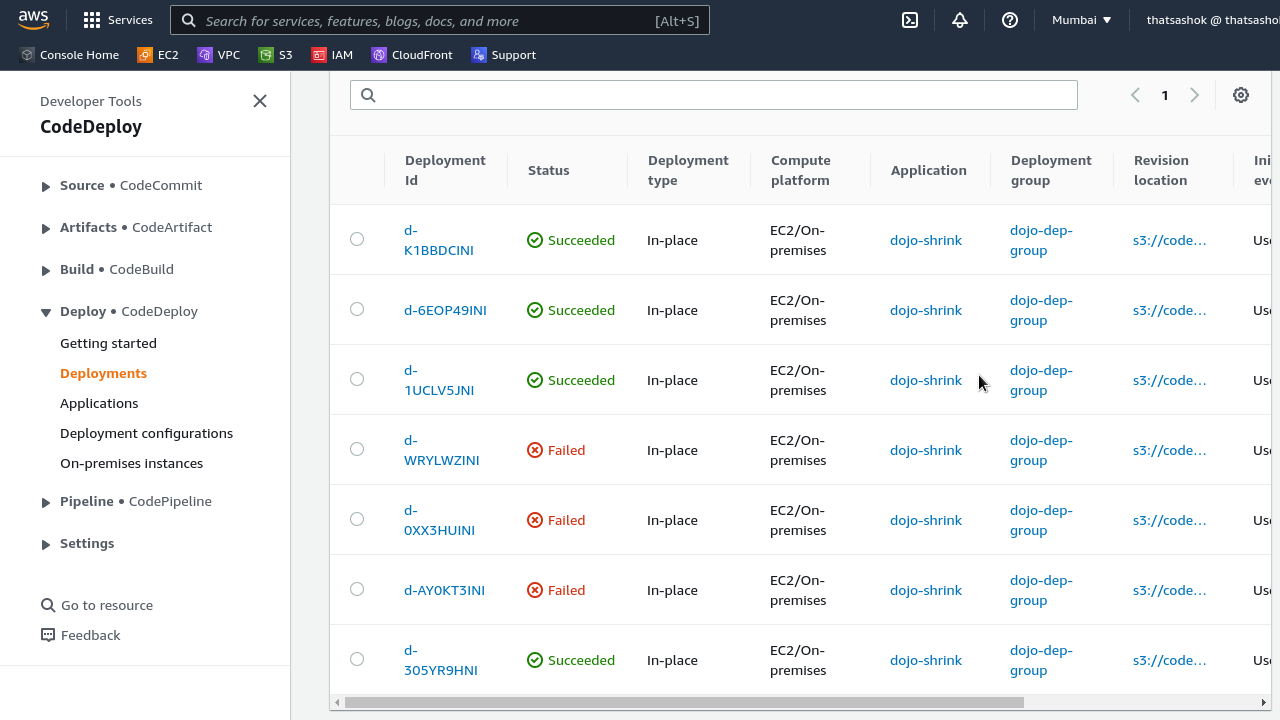 aws
Services
Search for services, features, blogs, docs, and more
[Alt+S]
Mumbai
thatsashok @ thatsasho
Console Home
EC2
VPC
S3
IAM
CloudFront
Support
Developer Tools
CodeDeploy
Source • CodeCommit
Artifacts • CodeArtifact
Build • CodeBuild
Deploy • CodeDeploy
Getting started
Deployments
Applications
Deployment configurations
On-premises instances
Pipeline • CodePipeline
Settings
Go to resource
Feedback
1
Deployment
Id
Status
Deployment
type
Compute
platform
Application
Deployment
group
Revision
location
Ini
eve
d-
K1BBDCINI
Succeeded
In-place
EC2/On-
premises
dojo-shrink
dojo-dep-
group
s3://code...
Use
d-6EOP49INI
Succeeded
In-place
EC2/On-
premises
dojo-shrink
dojo-dep-
group
s3://code...
Use
d-
1UCLV5JNI
Succeeded
In-place
EC2/On-
premises
dojo-shrink
dojo-dep-
group
s3://code...
Use
d-
WRYLWZINI
Failed
In-place
EC2/On-
premises
dojo-shrink
dojo-dep-
group
s3://code...
Use
d-
0XX3HUINI
Failed
In-place
EC2/On-
premises
dojo-shrink
dojo-dep-
group
s3://code...
Use
d-AY0KT3INI
Failed
In-place
EC2/On-
premises
dojo-shrink
dojo-dep-
group
s3://code...
Use
d-
305YR9HNI
Succeeded
In-place
EC2/On-
premises
dojo-shrink
dojo-dep-
group
s3://code...
Use